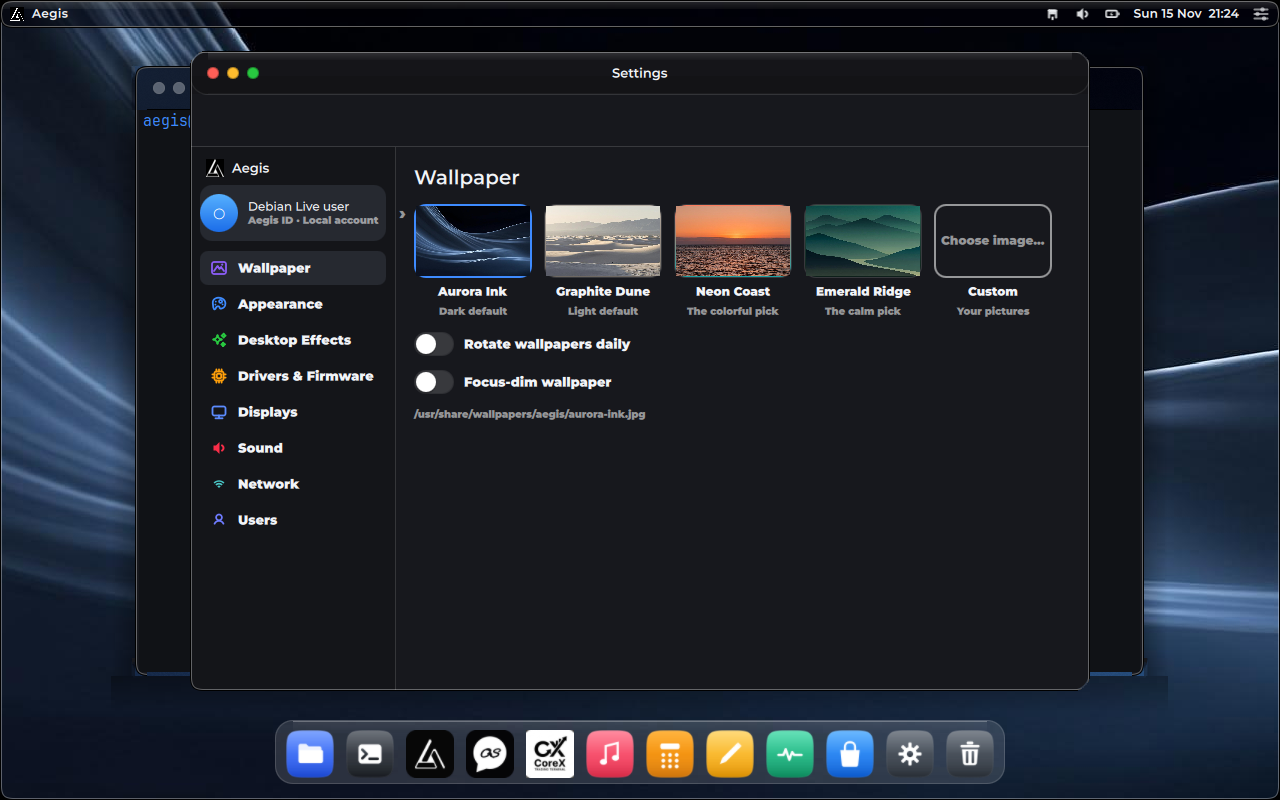 Aegis
Sun 15 Nov 21:24
Settings
aegis@
Aegis
Debian Live user
Aegis ID • Local account
Wallpaper
Appearance
Desktop Effects
Drivers & Firmware
Displays
Sound
Network
Users
Wallpaper
Choose image...
Aurora Ink
Graphite Dune
Neon Coast
Emerald Ridge
Custom
Dark default
Light default
The colorful pick
The calm pick
Your pictures
Rotate wallpapers daily
Focus-dim wallpaper
/usr/share/wallpapers/aegis/aurora-ink.jpg
as
CX
CoreX